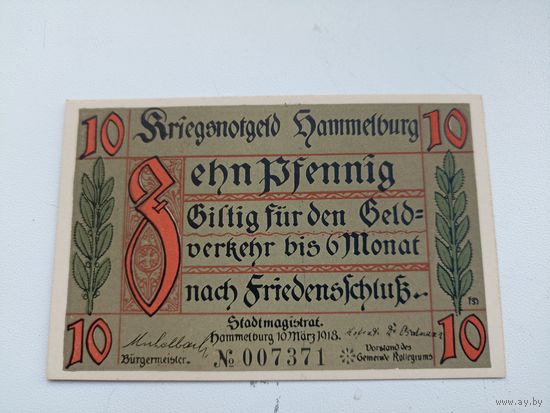 10 Kriegsnotgeld Hammelburg 10
Zehn Pfennig
Giltig für den Geld=
verkehr bis 6 Monat
nach Friedensschluß..
Stadtmagistrat.
10 Hammelburg 10 März 1918. 10
Bürgermeister. № 007371 Vorstand des
Gemeinde Kollegiums
www.ay.by